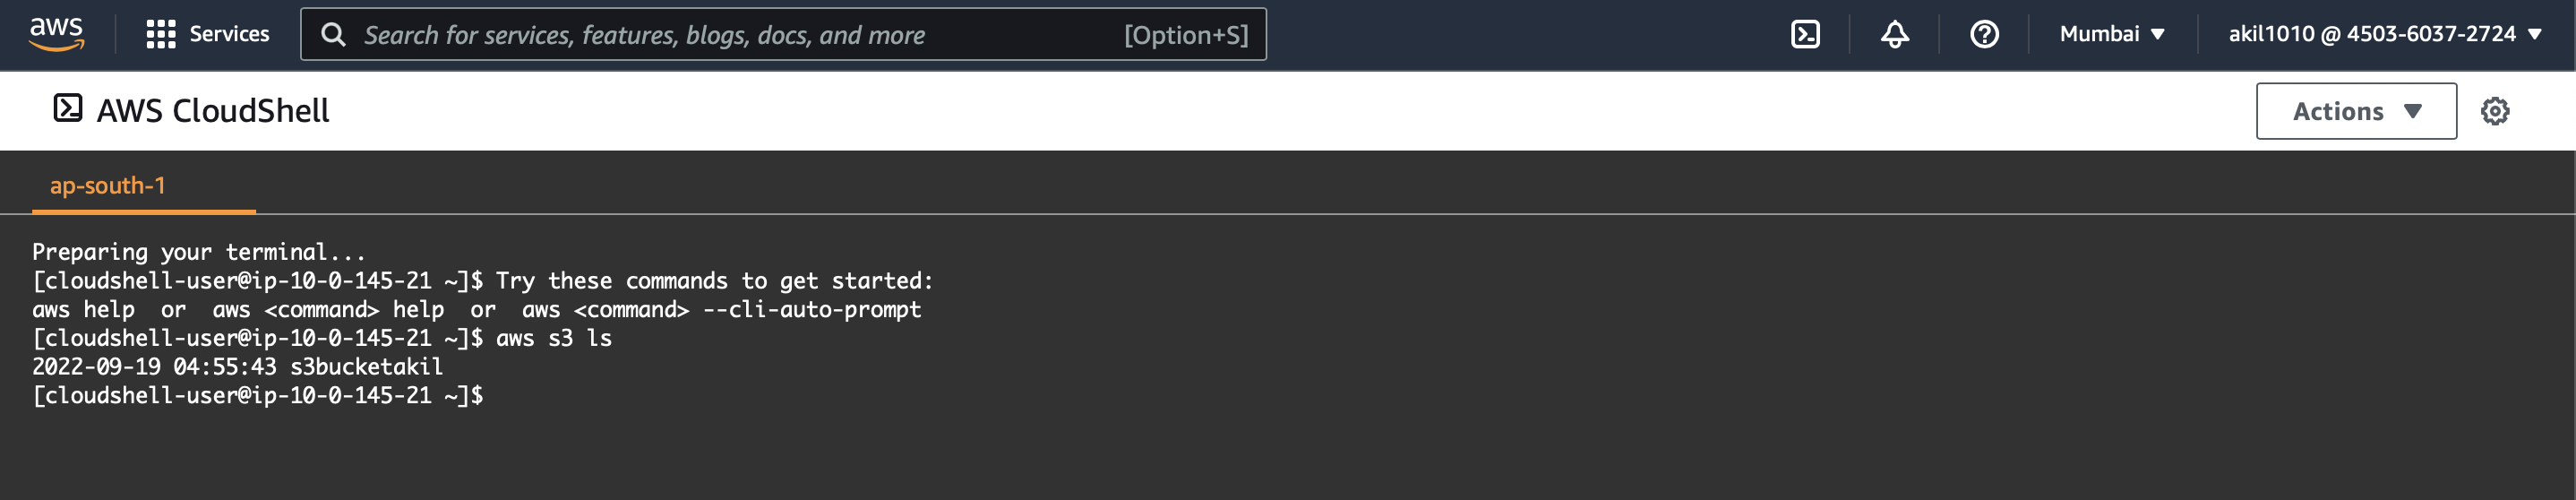 aws
Services
Search for services, features, blogs, docs, and more
[Option+S]
Mumbai
akil1010 @ 4503-6037-2724
AWS CloudShell
Actions
ap-south-1
Preparing your terminal...
[cloudshell-user@ip-10-0-145-21 ~]$ Try these commands to get started:
aws help  or  aws <command> help  or  aws <command> --cli-auto-prompt
[cloudshell-user@ip-10-0-145-21 ~]$ aws s3 ls
2022-09-19 04:55:43 s3bucketakil
[cloudshell-user@ip-10-0-145-21 ~]$